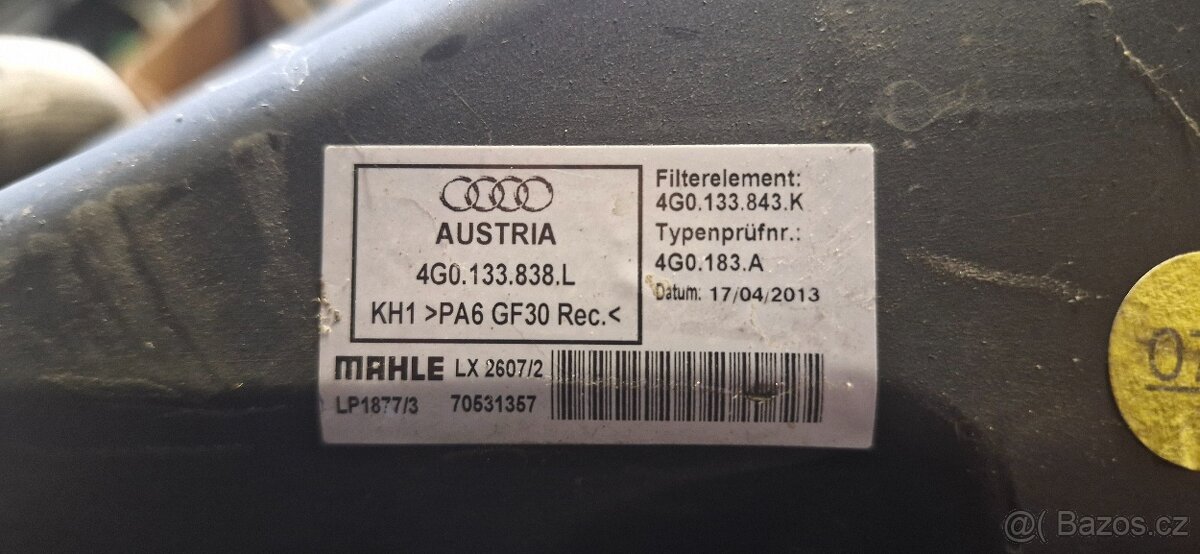 AUSTRIA
4G0.133.838.L
KH1 >PA6 GF30 Rec.<
Filterelement:
4G0.133.843.K
Typenprüfnr.:
4G0.183.A
Datum: 17/04/2013
MAHLE LX 2607/2
LP1877/3 70531357
@( Bazos.cz